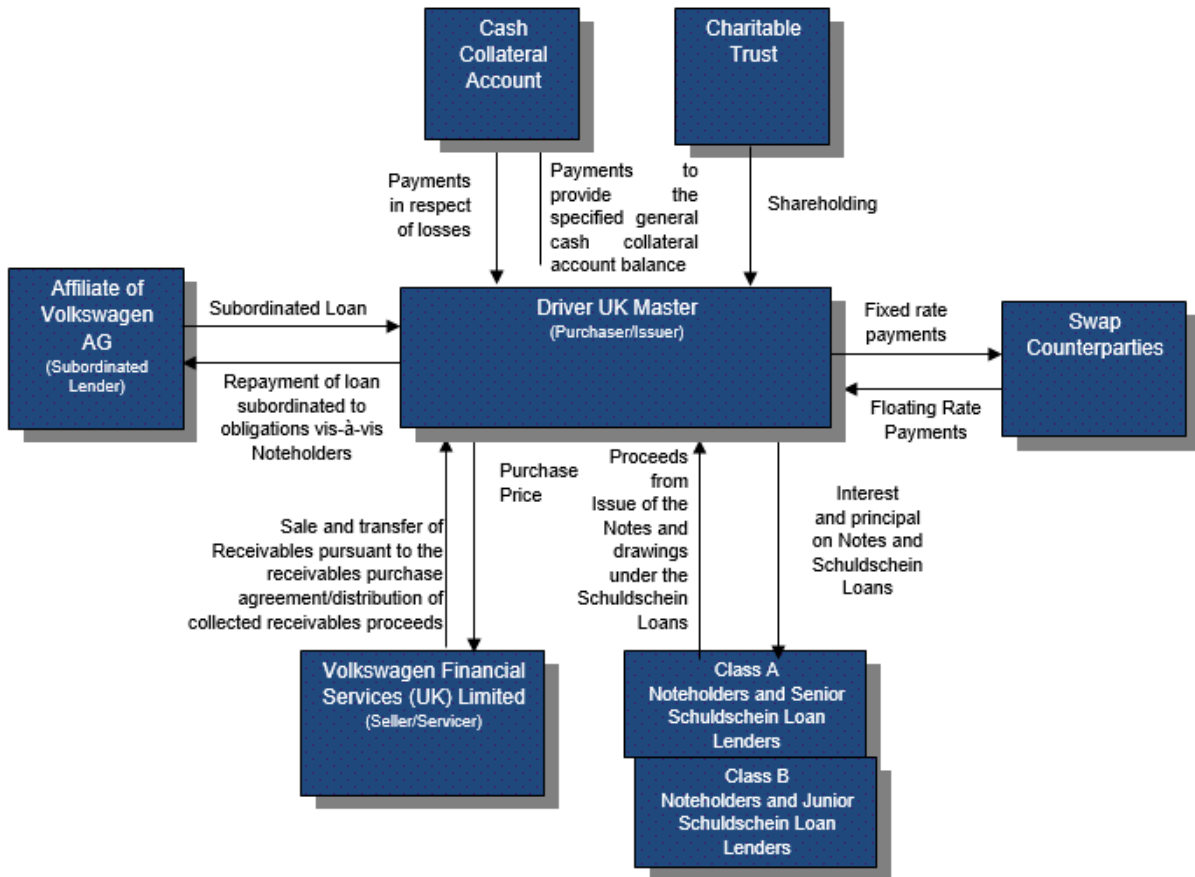 Cash
Collateral
Account
Charitable
Trust
Payments
in respect
of losses
Payments to
provide the
specified general
cash collateral
account balance
Shareholding
Affiliate of
Volkswagen
AG
(Subordinated
Lender)
Subordinated Loan
Repayment of loan
subordinated to
obligations vis-à-vis
Noteholders
Driver UK Master
(Purchaser/Issuer)
Fixed rate
payments
Floating Rate
Payments
Swap
Counterparties
Sale and transfer of
Receivables pursuant to the
receivables purchase
agreement/distribution of
collected receivables proceeds
Purchase
Price
Proceeds
from
Issue of the
Notes and
drawings
under the
Schuldschein
Loans
Interest
and principal
on Notes and
Schuldschein
Loans
Volkswagen Financial
Services (UK) Limited
(Seller/Servicer)
Class A
Noteholders and Senior
Schuldschein Loan
Lenders
Class B
Noteholders and Junior
Schuldschein Loan
Lenders